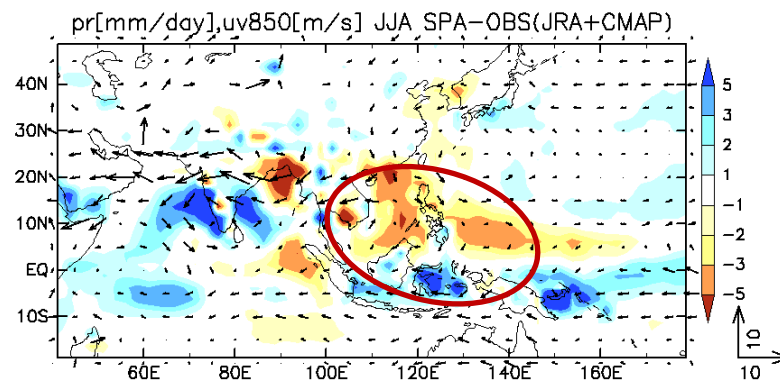 pr[mm/day],uv850[m/s] JJA SPA-OBS(JRA+CMAP)
40N
30N
20N
10N
EQ
10S
60E 80E 100E 120E 140E 160E
5
3
2
1
-1
-2
-3
-5
10
10